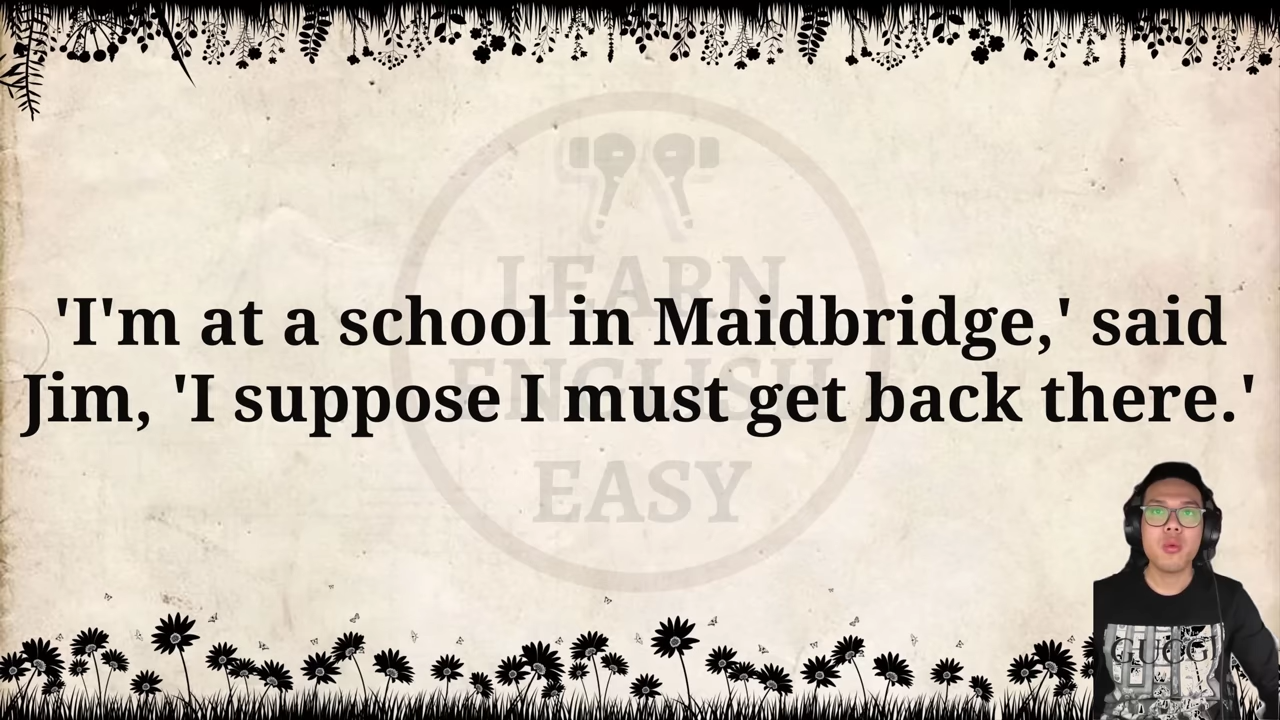 LEARN
'I'm at a school in Maidbridge,' said
ENGLISH
Jim, 'I suppose I must get back there.'
EASY
GUCCI